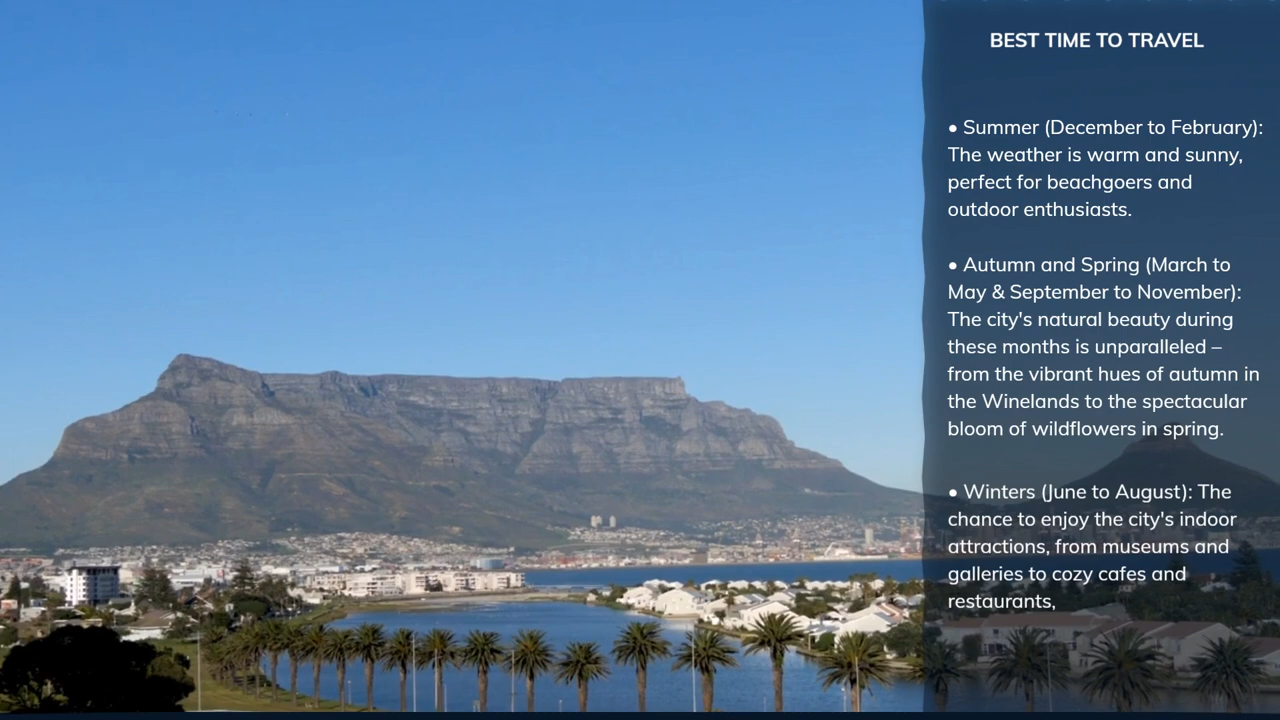 BEST TIME TO TRAVEL
• Summer (December to February):
The weather is warm and sunny,
perfect for beachgoers and
outdoor enthusiasts.
• Autumn and Spring (March to
May & September to November):
The city's natural beauty during
these months is unparalleled –
from the vibrant hues of autumn in
the Winelands to the spectacular
bloom of wildflowers in spring.
• Winters (June to August): The
chance to enjoy the city's indoor
attractions, from museums and
galleries to cozy cafes and
restaurants,